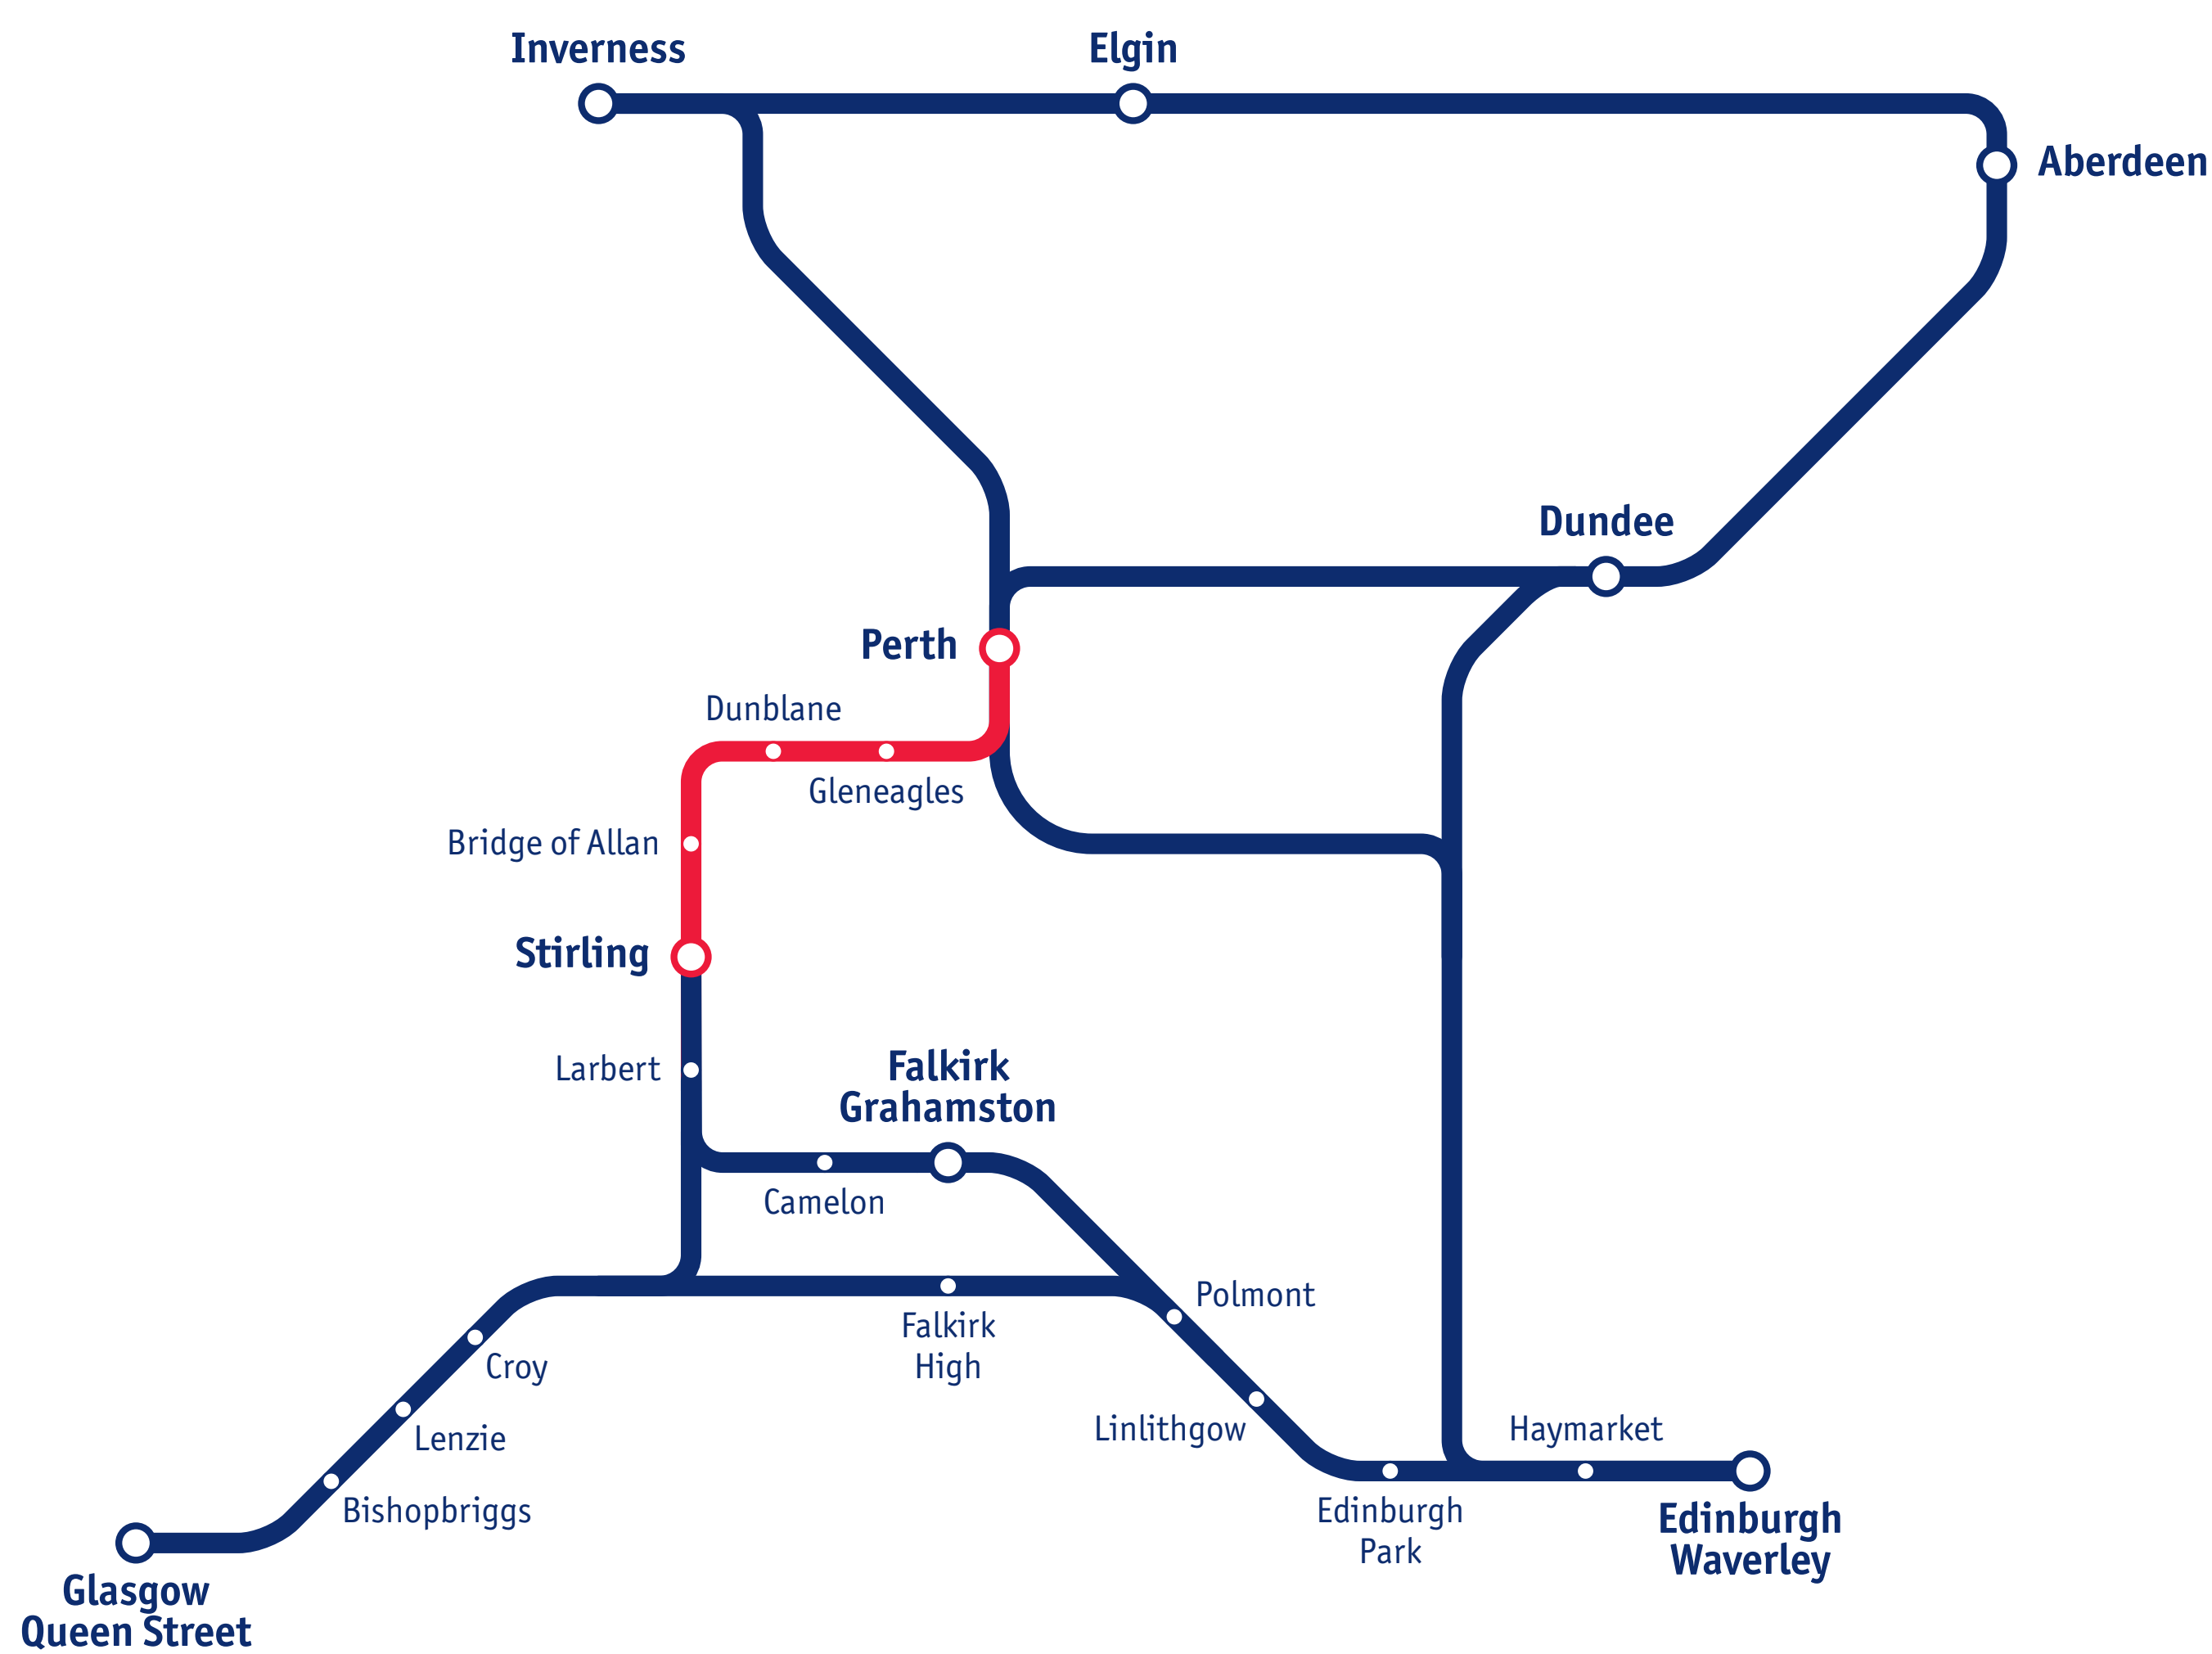 Inverness
Elgin
Aberdeen
Dundee
Perth
Dunblane
Gleneagles
Bridge of Allan
Stirling
Larbert
Falkirk
Grahamston
Camelon
Polmont
Falkirk
High
Croy
Linlithgow
Haymarket
Lenzie
Bishopbriggs
Edinburgh
Park
Edinburgh
Waverley
Glasgow
Queen Street